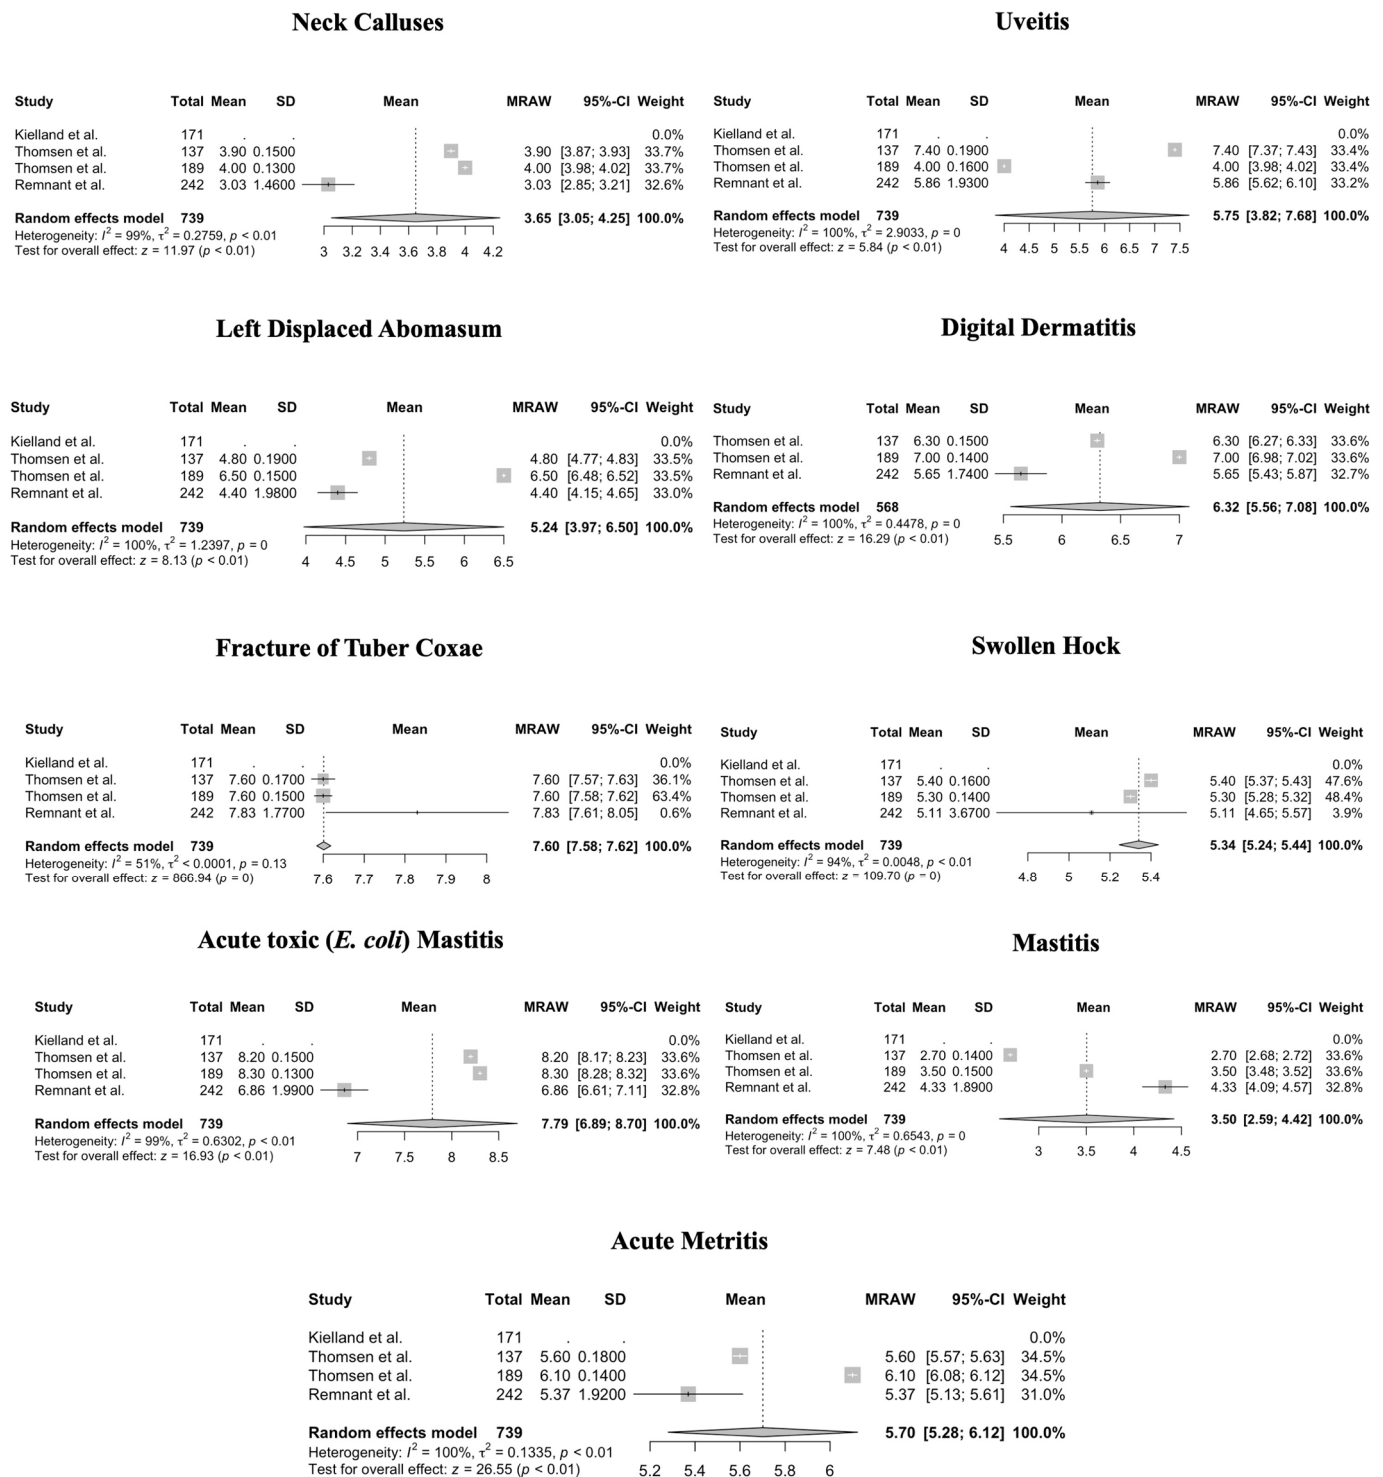 Neck Calluses
Study Total Mean SD Mean MRAW 95%-CI Weight
Kielland et al. 171 . . 0.0%
Thomsen et al. 137 3.90 0.1500 3.90 [3.87; 3.93] 33.7%
Thomsen et al. 189 4.00 0.1300 4.00 [3.98; 4.02] 33.7%
Remnant et al. 242 3.03 1.4600 3.03 [2.85; 3.21] 32.6%
Random effects model 739 3.65 [3.05; 4.25] 100.0%
Heterogeneity: I² = 99%, τ² = 0.2759, p < 0.01
Test for overall effect: z = 11.97 (p < 0.01)
3 3.2 3.4 3.6 3.8 4 4.2
Uveitis
Study Total Mean SD Mean MRAW 95%-CI Weight
Kielland et al. 171 . . 0.0%
Thomsen et al. 137 7.40 0.1900 7.40 [7.37; 7.43] 33.4%
Thomsen et al. 189 4.00 0.1600 4.00 [3.98; 4.02] 33.4%
Remnant et al. 242 5.86 1.9300 5.86 [5.62; 6.10] 33.2%
Random effects model 739 5.75 [3.82; 7.68] 100.0%
Heterogeneity: I² = 100%, τ² = 2.9033, p = 0
Test for overall effect: z = 5.84 (p < 0.01)
4 4.5 5 5.5 6 6.5 7 7.5
Left Displaced Abomasum
Study Total Mean SD Mean MRAW 95%-CI Weight
Kielland et al. 171 . . 0.0%
Thomsen et al. 137 4.80 0.1900 4.80 [4.77; 4.83] 33.5%
Thomsen et al. 189 6.50 0.1500 6.50 [6.48; 6.52] 33.5%
Remnant et al. 242 4.40 1.9800 4.40 [4.15; 4.65] 33.0%
Random effects model 739 5.24 [3.97; 6.50] 100.0%
Heterogeneity: I² = 100%, τ² = 1.2397, p = 0
Test for overall effect: z = 8.13 (p < 0.01)
4 4.5 5 5.5 6 6.5
Digital Dermatitis
Study Total Mean SD Mean MRAW 95%-CI Weight
Thomsen et al. 137 6.30 0.1500 6.30 [6.27; 6.33] 33.6%
Thomsen et al. 189 7.00 0.1400 7.00 [6.98; 7.02] 33.6%
Remnant et al. 242 5.65 1.7400 5.65 [5.43; 5.87] 32.7%
Random effects model 568 6.32 [5.56; 7.08] 100.0%
Heterogeneity: I² = 100%, τ² = 0.4478, p = 0
Test for overall effect: z = 16.29 (p < 0.01)
5.5 6 6.5 7
Fracture of Tuber Coxae
Study Total Mean SD Mean MRAW 95%-CI Weight
Kielland et al. 171 . . 0.0%
Thomsen et al. 137 7.60 0.1700 7.60 [7.57; 7.63] 36.1%
Thomsen et al. 189 7.60 0.1500 7.60 [7.58; 7.62] 63.4%
Remnant et al. 242 7.83 1.7700 7.83 [7.61; 8.05] 0.6%
Random effects model 739 7.60 [7.58; 7.62] 100.0%
Heterogeneity: I² = 51%, τ² < 0.0001, p = 0.13
Test for overall effect: z = 866.94 (p = 0)
7.6 7.7 7.8 7.9 8
Swollen Hock
Study Total Mean SD Mean MRAW 95%-CI Weight
Kielland et al. 171 . . 0.0%
Thomsen et al. 137 5.40 0.1600 5.40 [5.37; 5.43] 47.6%
Thomsen et al. 189 5.30 0.1400 5.30 [5.28; 5.32] 48.4%
Remnant et al. 242 5.11 3.6700 5.11 [4.65; 5.57] 3.9%
Random effects model 739 5.34 [5.24; 5.44] 100.0%
Heterogeneity: I² = 94%, τ² = 0.0048, p < 0.01
Test for overall effect: z = 109.70 (p = 0)
4.8 5 5.2 5.4
Acute toxic (E. coli) Mastitis
Study Total Mean SD Mean MRAW 95%-CI Weight
Kielland et al. 171 . . 0.0%
Thomsen et al. 137 8.20 0.1500 8.20 [8.17; 8.23] 33.6%
Thomsen et al. 189 8.30 0.1300 8.30 [8.28; 8.32] 33.6%
Remnant et al. 242 6.86 1.9900 6.86 [6.61; 7.11] 32.8%
Random effects model 739 7.79 [6.89; 8.70] 100.0%
Heterogeneity: I² = 99%, τ² = 0.6302, p < 0.01
Test for overall effect: z = 16.93 (p < 0.01)
7 7.5 8 8.5
Mastitis
Study Total Mean SD Mean MRAW 95%-CI Weight
Kielland et al. 171 . . 0.0%
Thomsen et al. 137 2.70 0.1400 2.70 [2.68; 2.72] 33.6%
Thomsen et al. 189 3.50 0.1500 3.50 [3.48; 3.52] 33.6%
Remnant et al. 242 4.33 1.8900 4.33 [4.09; 4.57] 32.8%
Random effects model 739 3.50 [2.59; 4.42] 100.0%
Heterogeneity: I² = 100%, τ² = 0.6543, p = 0
Test for overall effect: z = 7.48 (p < 0.01)
3 3.5 4 4.5
Acute Metritis
Study Total Mean SD Mean MRAW 95%-CI Weight
Kielland et al. 171 . . 0.0%
Thomsen et al. 137 5.60 0.1800 5.60 [5.57; 5.63] 34.5%
Thomsen et al. 189 6.10 0.1400 6.10 [6.08; 6.12] 34.5%
Remnant et al. 242 5.37 1.9200 5.37 [5.13; 5.61] 31.0%
Random effects model 739 5.70 [5.28; 6.12] 100.0%
Heterogeneity: I² = 100%, τ² = 0.1335, p < 0.01
Test for overall effect: z = 26.55 (p < 0.01)
5.2 5.4 5.6 5.8 6